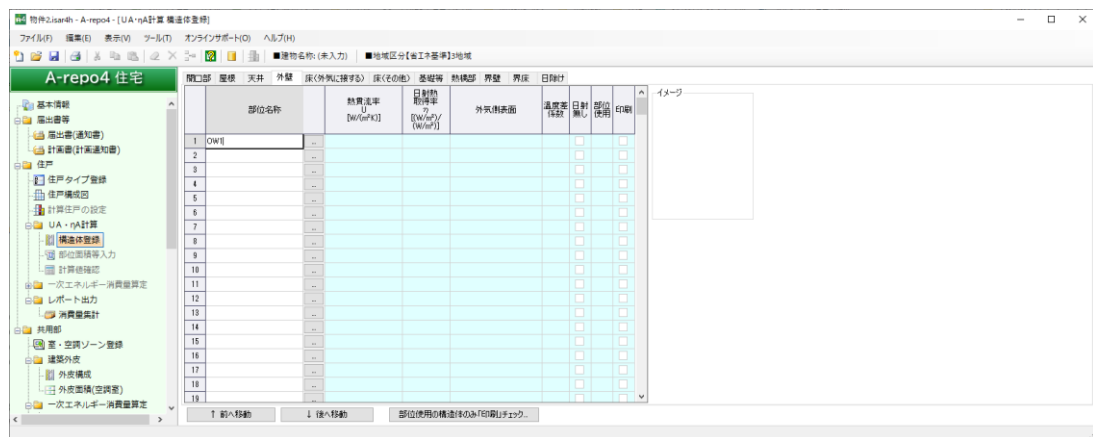 物件2.isar4h - A-repo4 - [UA･ηA計算 構造体登録]
ファイル(F) 編集(E) 表示(V) ツール(T) オンラインサポート(O) ヘルプ(H)
■建物名称:(未入力) ■地域区分【省エネ基準】3地域
A-repo4 住宅
基本情報
届出書等
届出書(通知書)
計画書(計画通知書)
住戸
住戸タイプ登録
住戸構成図
計算住戸の設定
UA・ηA計算
構造体登録
部位面積等入力
計算値確認
一次エネルギー消費量算定
レポート出力
消費量集計
共用部
室・空調ゾーン登録
建築外皮
外皮構成
外皮面積(空調室)
一次エネルギー消費量算定
開口部 屋根 天井 外壁 床(外気に接する) 床(その他) 基礎等 熱橋部 界壁 界床 日除け
部位名称
熱貫流率
U
[W/(m²K)]
日射熱
取得率
η
[(W/m²)/
(W/m²)]
外気側表面
温度差
係数
日射
無し
部位
使用
印刷
1 OW1 ..
2 ..
3 ..
4 ..
5 ..
6 ..
7 ..
8 ..
9 ..
10 ..
11 ..
12 ..
13 ..
14 ..
15 ..
16 ..
17 ..
18 ..
19
イメージ
↑ 前へ移動 ↓ 後へ移動 部位使用の構造体のみ「印刷」チェック..